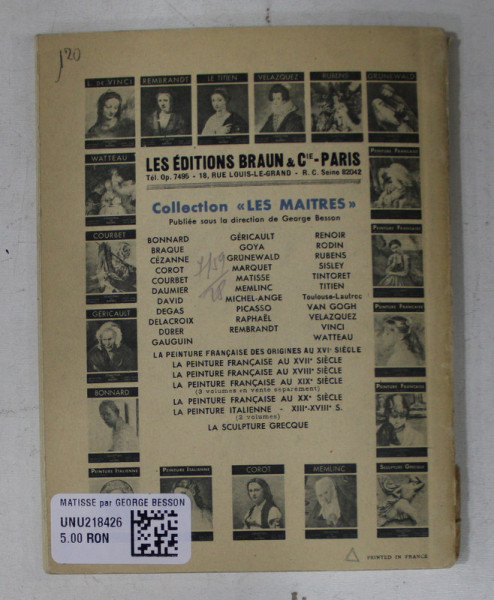 120
L. DE VINCI REMBRANDT LE TITIEN VELAZQUEZ RUBENS GRÜNEWALD
WATTEAU
COURBET
GÉRICAULT
BONNARD
LES ÉDITIONS BRAUN & Cie - PARIS
Tél. Op. 7495 - 18, RUE LOUIS-LE-GRAND - R. C. Seine 82042
Collection «LES MAITRES»
Publiée sous la direction de George Besson
BONNARD
BRAQUE
CÉZANNE
COROT
COURBET
DAUMIER
DAVID
DEGAS
DELACROIX
DÜRER
GAUGUIN
GÉRICAULT
GOYA
GRÜNEWALD
MARQUET
MATISSE
MEMLINC
MICHEL-ANGE
PICASSO
RAPHAËL
REMBRANDT
RENOIR
RODIN
RUBENS
SISLEY
TINTORET
TITIEN
Toulouse-Lautrec
VAN GOGH
VELAZQUEZ
VINCI
WATTEAU
LA PEINTURE FRANÇAISE DES ORIGINES AU XVIe SIÈCLE
LA PEINTURE FRANÇAISE AU XVIIe SIÈCLE
LA PEINTURE FRANÇAISE AU XVIIIe SIÈCLE
LA PEINTURE FRANÇAISE AU XIXe SIÈCLE
(3 volumes en vente séparément)
LA PEINTURE FRANÇAISE AU XXe SIÈCLE
LA PEINTURE ITALIENNE - XIIIe-XVIIIe S.
(2 volumes)
LA SCULPTURE GRECQUE
PEINTURE FRANÇAISE
PEINTURE FRANÇAISE
PEINTURE FRANÇAISE
PEINTURE FRANÇAISE
PEINTURE ITALIENNE PEINTURE ITALIENNE COROT MEMLINC SCULPTURE GRECQUE
MATISSE par GEORGE BESSON
UNU218426
5.00 RON
PRINTED IN FRANCE